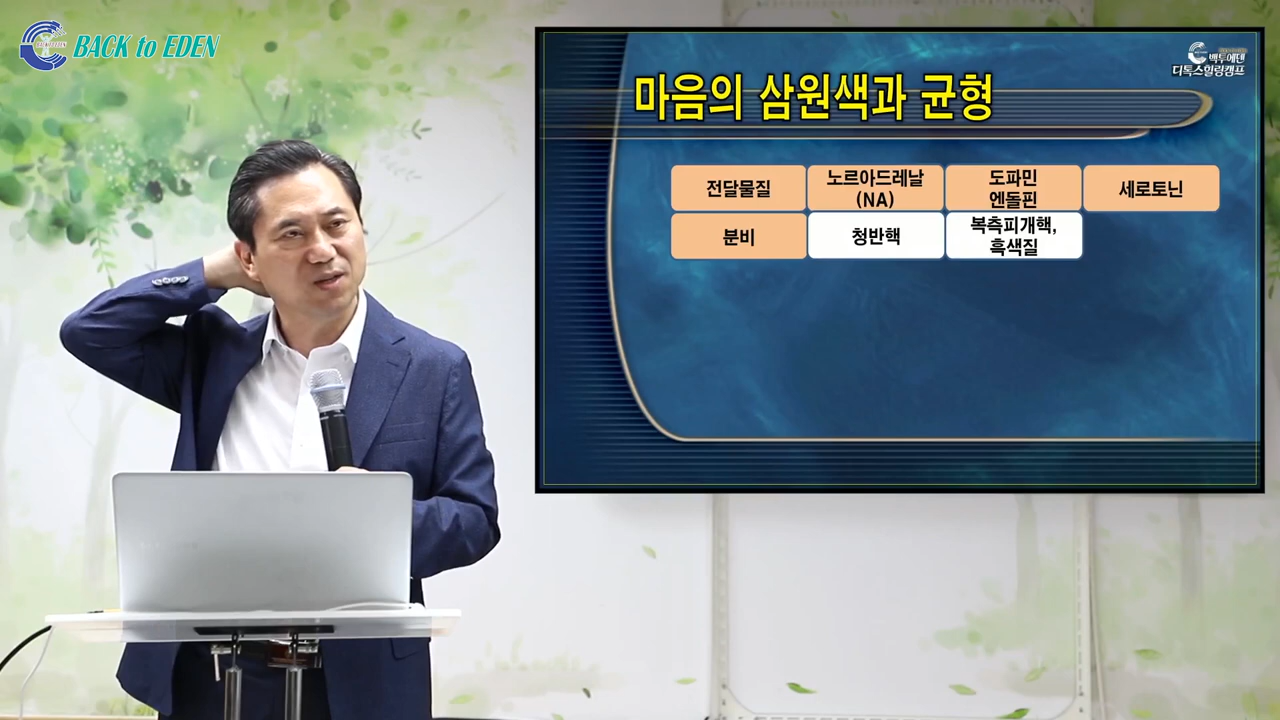 BACK to EDEN
백투에덴
디톡스힐링캠프
마음의 삼원색과 균형
전달물질
노르아드레날
(NA)
도파민
엔돌핀
세로토닌
분비
청반핵
복측피개핵,
흑색질